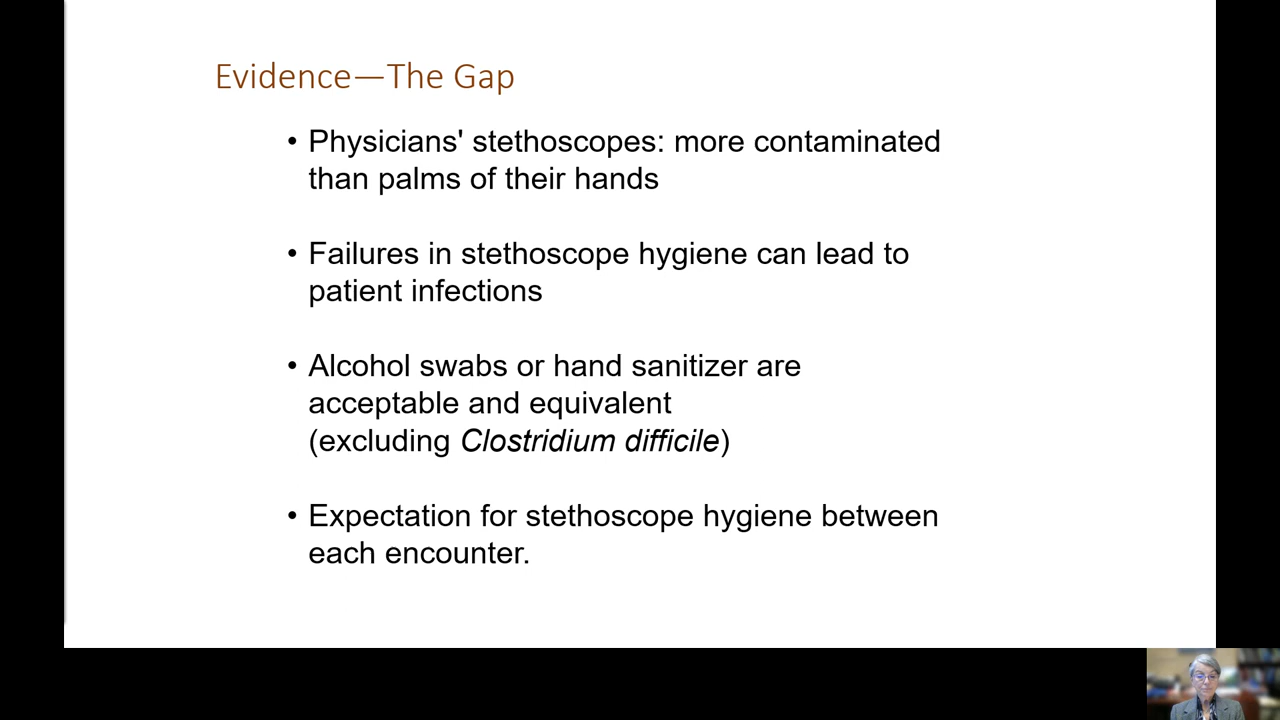 Evidence—The Gap
• Physicians' stethoscopes: more contaminated
than palms of their hands
• Failures in stethoscope hygiene can lead to
patient infections
• Alcohol swabs or hand sanitizer are
acceptable and equivalent
(excluding Clostridium difficile)
• Expectation for stethoscope hygiene between
each encounter.